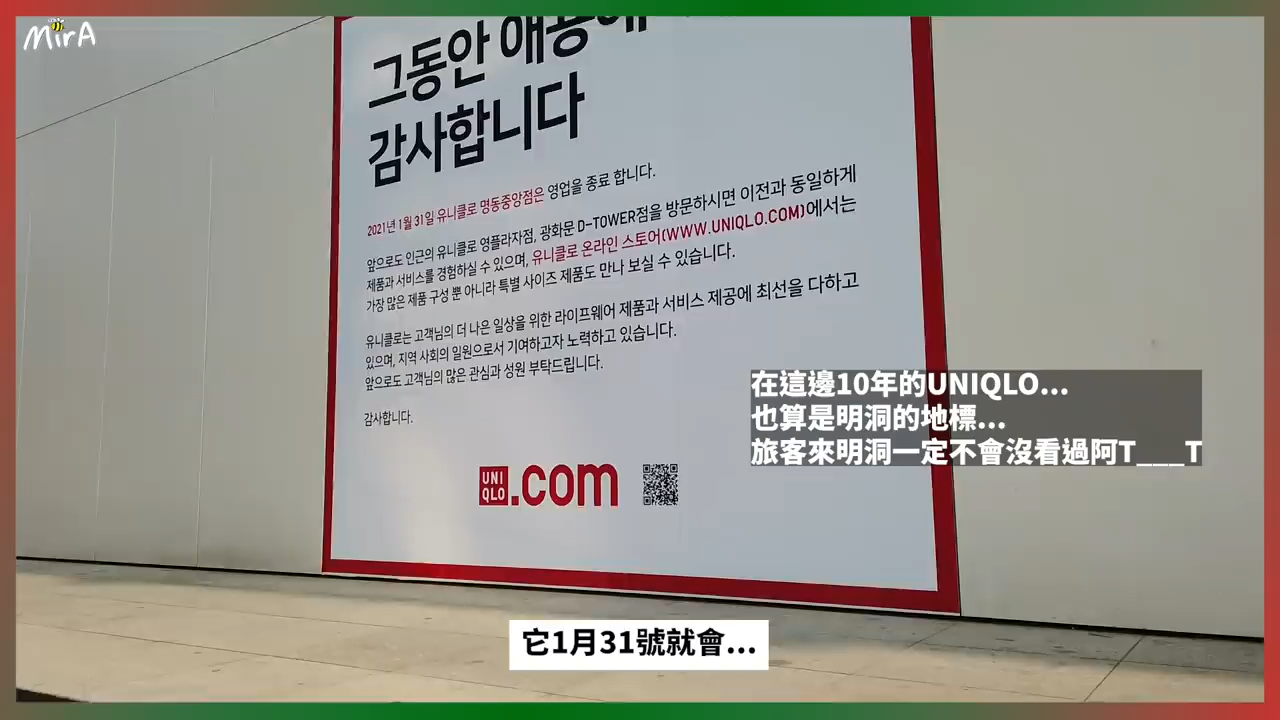 MirA
그동안 애용에
감사합니다
2021년 1월 31일 유니클로 명동중앙점은 영업을 종료 합니다.
앞으로도 인근의 유니클로 영플라자점, 광화문 D-TOWER점을 방문하시면 이전과 동일하게
제품과 서비스를 경험하실 수 있으며, 유니클로 온라인 스토어(WWW.UNIQLO.COM)에서는
가장 많은 제품 구성 뿐 아니라 특별 사이즈 제품도 만나 보실 수 있습니다.
유니클로는 고객님의 더 나은 일상을 위한 라이프웨어 제품과 서비스 제공에 최선을 다하고
있으며, 지역 사회의 일원으로서 기여하고자 노력하고 있습니다.
앞으로도 고객님의 많은 관심과 성원 부탁드립니다.
감사합니다.
UNI
QLO.com
在這邊10年的UNIQLO...
也算是明洞的地標...
旅客來明洞一定不會沒看過阿T___T
它1月31號就會...